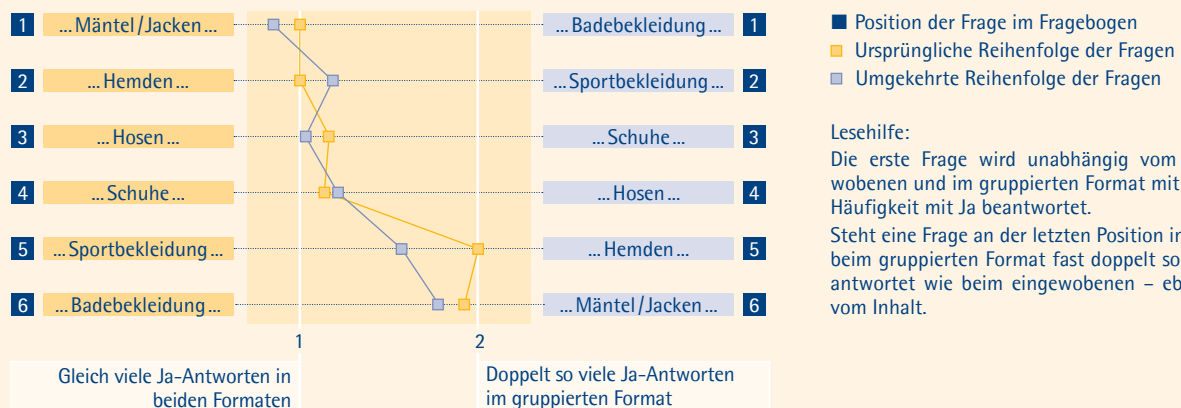 1 ... Mäntel/Jacken ... ... Badebekleidung ... 1
2 ... Hemden ... ... Sportbekleidung ... 2
3 ... Hosen ... ... Schuhe ... 3
4 ... Schuhe ... ... Hosen ... 4
5 ... Sportbekleidung ... ... Hemden ... 5
6 ... Badebekleidung ... ... Mäntel/Jacken ... 6
1 2
Gleich viele Ja-Antworten in
beiden Formaten
Doppelt so viele Ja-Antworten
im gruppierten Format
Position der Frage im Fragebogen
Ursprüngliche Reihenfolge der Fragen
Umgekehrte Reihenfolge der Fragen
Lesehilfe:
Die erste Frage wird unabhängig vom
wobenen und im gruppierten Format mit
Häufigkeit mit Ja beantwortet.
Steht eine Frage an der letzten Position
beim gruppierten Format fast doppelt so
antwortet wie beim eingewobenen –
vom Inhalt.